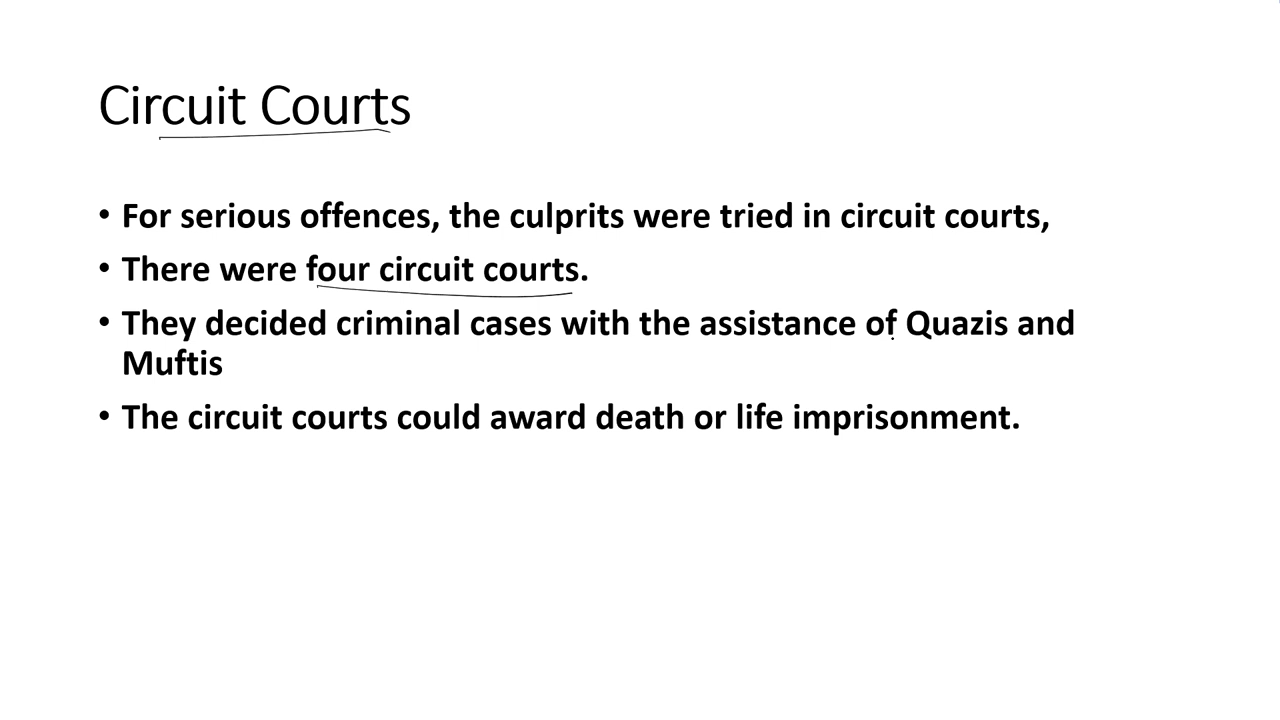 Circuit Courts
• For serious offences, the culprits were tried in circuit courts,
• There were four circuit courts.
• They decided criminal cases with the assistance of Quazis and
Muftis
• The circuit courts could award death or life imprisonment.